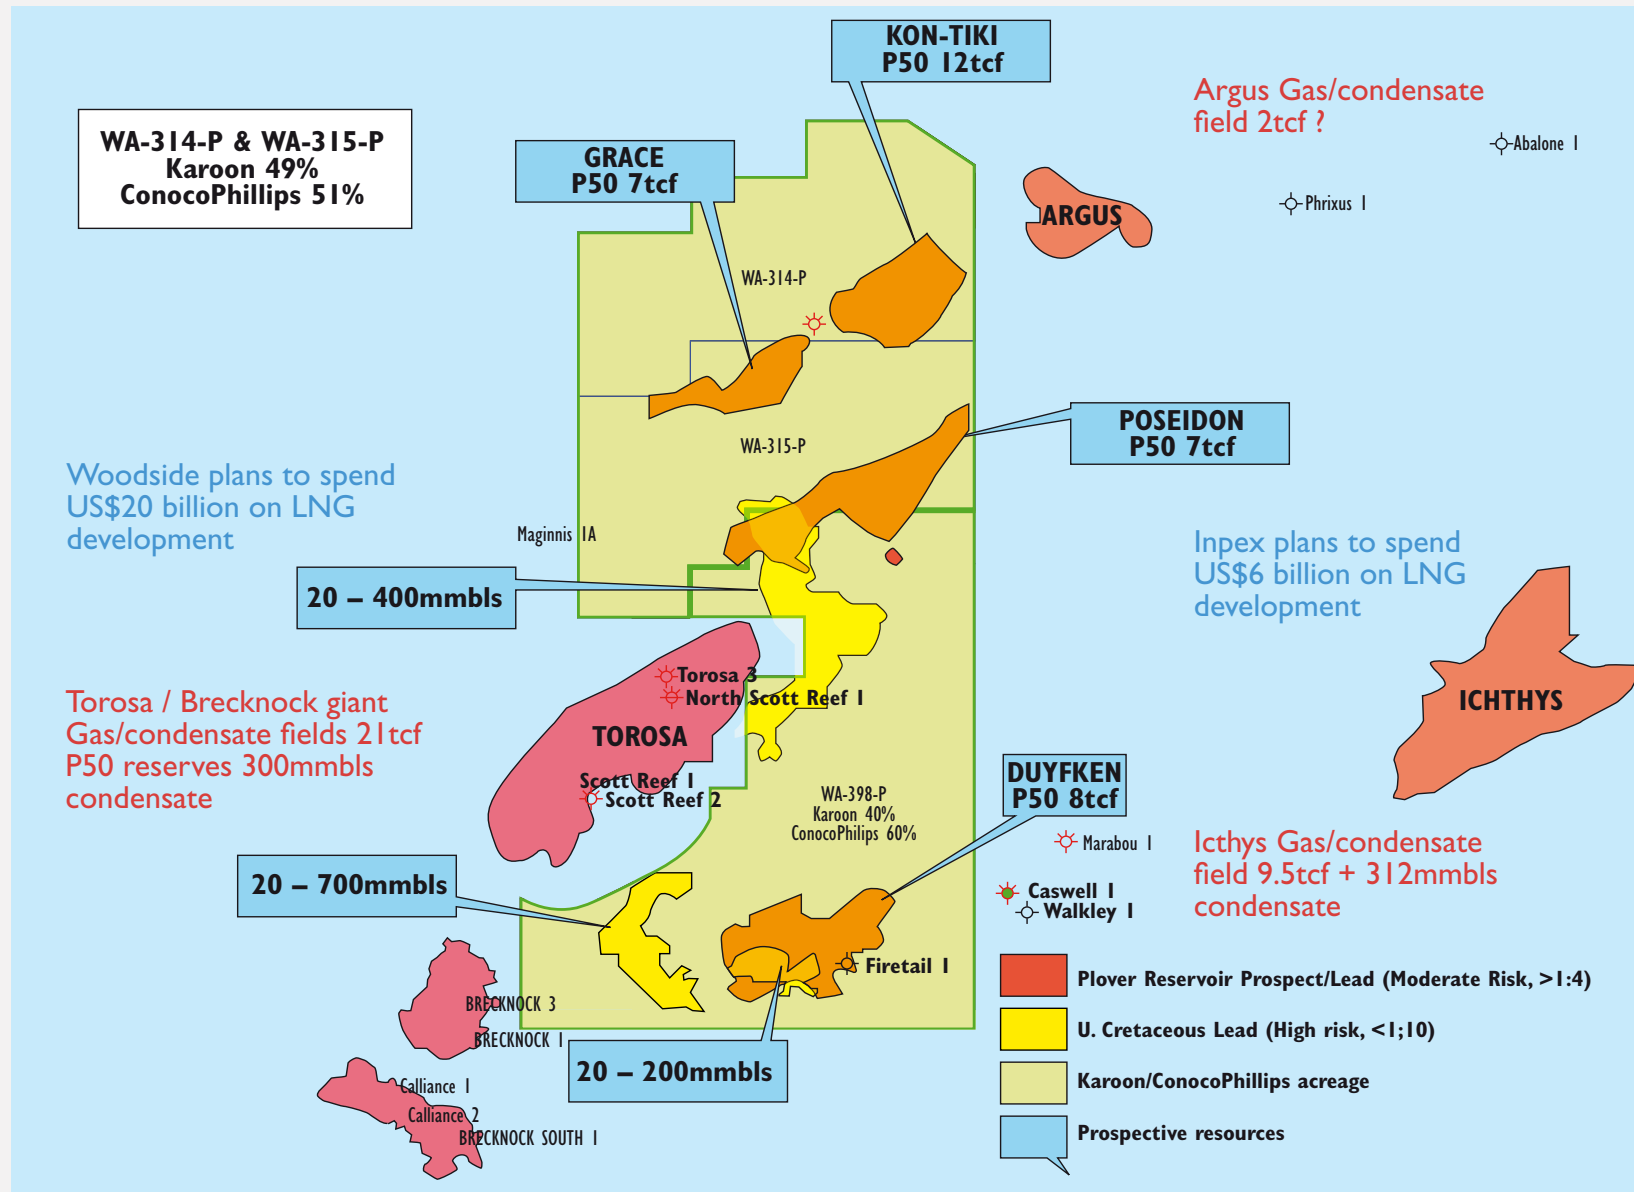 KON-TIKI
P50 12tcf
Argus Gas/condensate
field 2tcf ?
Abalone 1
WA-314-P & WA-315-P
Karoon 49%
ConocoPhillips 51%
GRACE
P50 7tcf
Phrixus 1
ARGUS
WA-314-P
POSEIDON
P50 7tcf
WA-315-P
Woodside plans to spend
US$20 billion on LNG
development
Maginnis 1A
Inpex plans to spend
US$6 billion on LNG
development
20 – 400mmbls
Torosa 3
North Scott Reef 1
TOROSA
ICHTHYS
Torosa / Brecknock giant
Gas/condensate fields 21tcf
P50 reserves 300mmbls
condensate
Scott Reef 1
Scott Reef 2
DUYFKEN
P50 8tcf
WA-398-P
Karoon 40%
ConocoPhilips 60%
Marabou 1
Icthys Gas/condensate
field 9.5tcf + 312mmbls
condensate
20 – 700mmbls
Caswell 1
Walkley 1
Firetail 1
Plover Reservoir Prospect/Lead (Moderate Risk, >1:4)
BRECKNOCK 3
BRECKNOCK 1
U. Cretaceous Lead (High risk, <1;10)
20 – 200mmbls
Karoon/ConocoPhillips acreage
Calliance 1
Calliance 2
BRECKNOCK SOUTH 1
Prospective resources